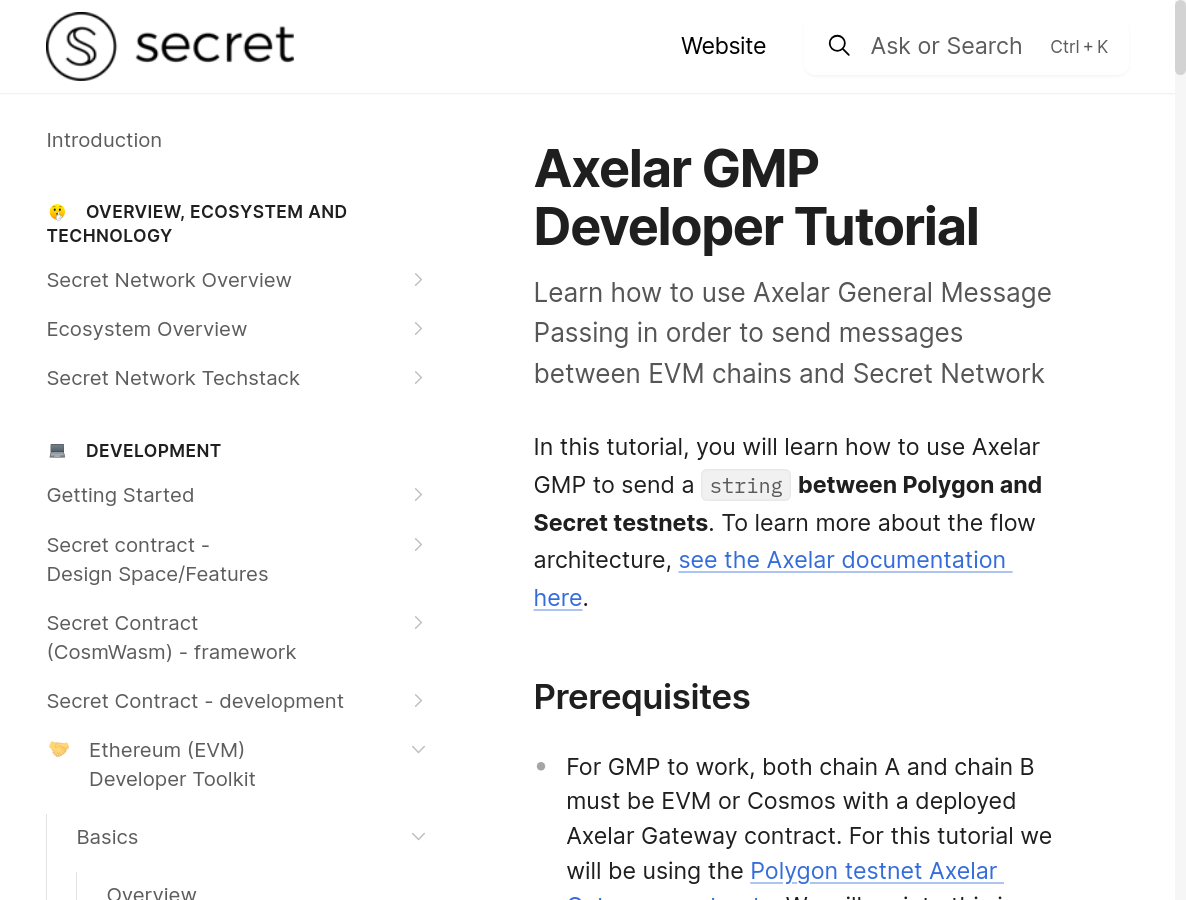 secret
Website
Ask or Search
Ctrl + K
Introduction
OVERVIEW, ECOSYSTEM AND
TECHNOLOGY
Secret Network Overview
Ecosystem Overview
Secret Network Techstack
DEVELOPMENT
Getting Started
Secret contract -
Design Space/Features
Secret Contract
(CosmWasm) - framework
Secret Contract - development
Ethereum (EVM)
Developer Toolkit
Basics
Overview
Axelar GMP
Developer Tutorial
Learn how to use Axelar General Message
Passing in order to send messages
between EVM chains and Secret Network
In this tutorial, you will learn how to use Axelar
GMP to send a string between Polygon and
Secret testnets. To learn more about the flow
architecture, see the Axelar documentation
here.
Prerequisites
For GMP to work, both chain A and chain B
must be EVM or Cosmos with a deployed
Axelar Gateway contract. For this tutorial we
will be using the Polygon testnet Axelar